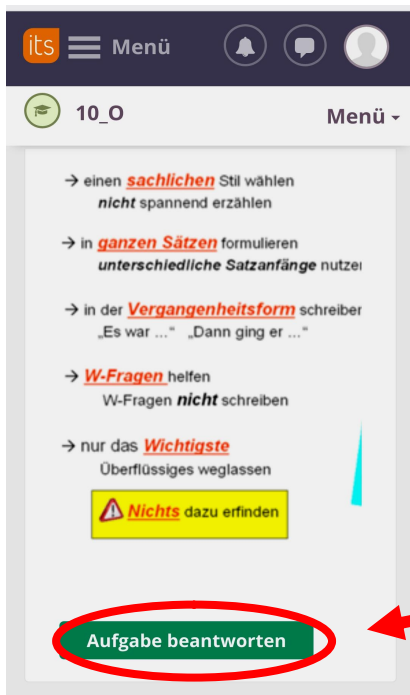 its Menü
10_O Menü
→ einen sachlichen Stil wählen
nicht spannend erzählen
→ in ganzen Sätzen formulieren
unterschiedliche Satzanfänge nutzen
→ in der Vergangenheitsform schreiben
„Es war ...“ „Dann ging er ...“
→ W-Fragen helfen
W-Fragen nicht schreiben
→ nur das Wichtigste
Überflüssiges weglassen
Nichts dazu erfinden
Aufgabe beantworten